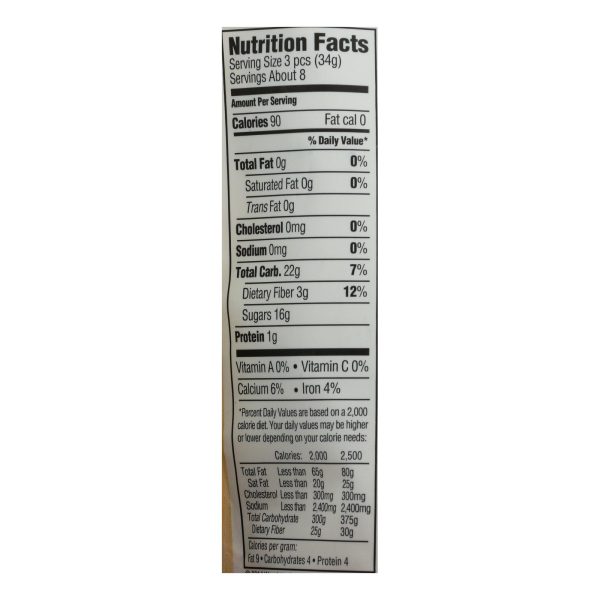 Nutrition Facts
Serving Size 3 pcs (34g)
Servings About 8
Amount Per Serving
Calories 90 Fat cal 0
% Daily Value*
Total Fat 0g 0%
Saturated Fat 0g 0%
Trans Fat 0g
Cholesterol 0mg 0%
Sodium 0mg 0%
Total Carb. 22g 7%
Dietary Fiber 3g 12%
Sugars 16g
Protein 1g
Vitamin A 0% • Vitamin C 0%
Calcium 6% • Iron 4%
*Percent Daily Values are based on a 2,000
calorie diet. Your daily values may be higher
or lower depending on your calorie needs:
Calories: 2,000 2,500
Total Fat Less than 65g 80g
Sat Fat Less than 20g 25g
Cholesterol Less than 300mg 300mg
Sodium Less than 2,400mg 2,400mg
Total Carbohydrate 300g 375g
Dietary Fiber 25g 30g
Calories per gram:
Fat 9 • Carbohydrates 4 • Protein 4